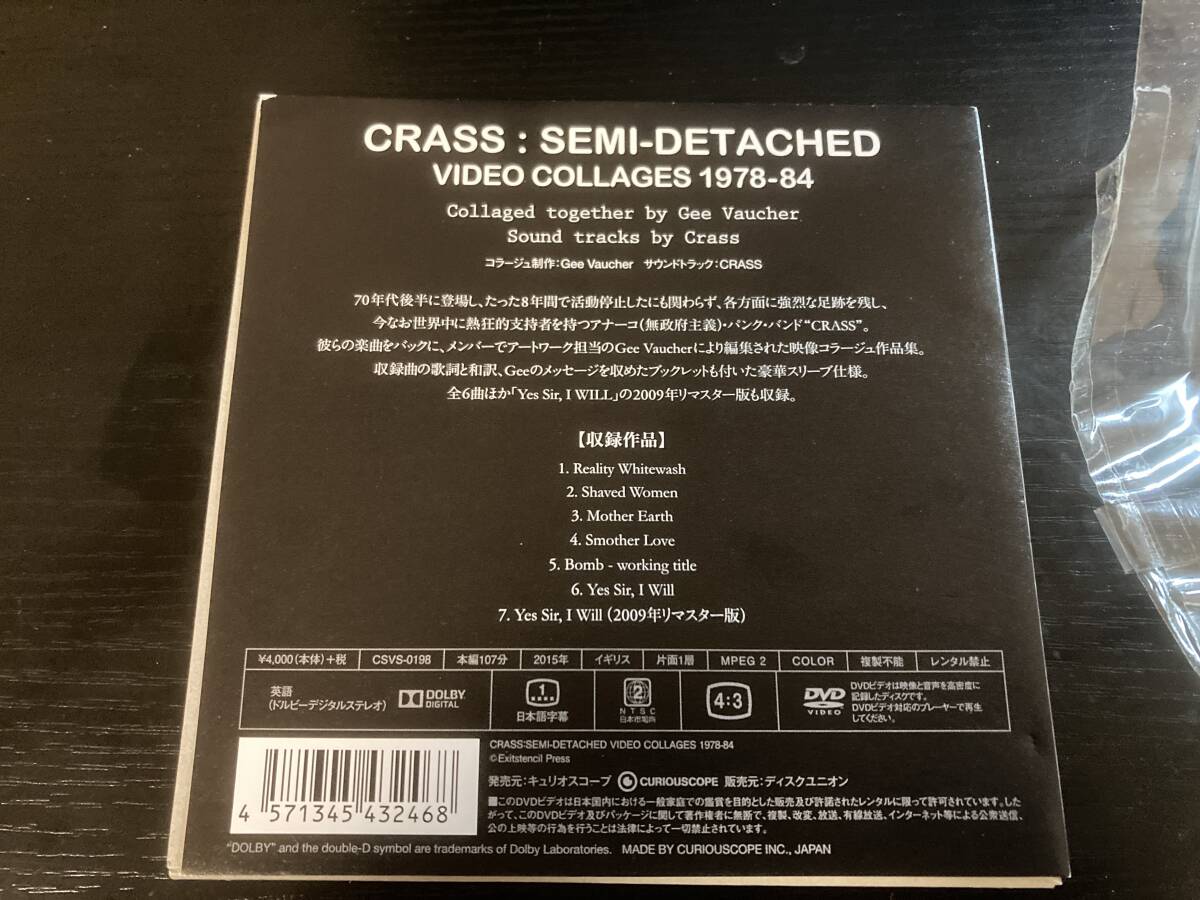 CRASS : SEMI-DETACHED
VIDEO COLLAGES 1978-84
Collaged together by Gee Vaucher
Sound tracks by Crass
コラージュ制作:Gee Vaucher サウンドトラック:CRASS
70年代後半に登場し、たった8年間で活動停止したにも関わらず、各方面に強烈な足跡を残し、
今なお世界中に熱狂的支持者を持つアナーコ(無政府主義)・パンク・バンド“CRASS”。
彼らの楽曲をバックに、メンバーでアートワーク担当のGee Vaucherにより編集された映像コラージュ作品集。
収録曲の歌詞と和訳、Geeのメッセージを収めたブックレットも付いた豪華スリーブ仕様。
全6曲ほか「Yes Sir, I WILL」の2009年リマスター版も収録。
【収録作品】
1. Reality Whitewash
2. Shaved Women
3. Mother Earth
4. Smother Love
5. Bomb - working title
6. Yes Sir, I Will
7. Yes Sir, I Will (2009年リマスター版)
¥4,000(本体)+税 CSVS-0198 本編107分 2015年 イギリス 片面1層 MPEG 2 COLOR 複製不能 レンタル禁止
英語
(ドルビーデジタルステレオ)
DOLBY
DIGITAL
1
日本語字幕
2
NTSC
日本市場向
4:3
DVD
VIDEO
DVDビデオは映像と音声を高密度に
記録したディスクです。
DVDビデオ対応のプレーヤーで再生
してください。
CRASS:SEMI-DETACHED VIDEO COLLAGES 1978-84
©Exitstencil Press
発売元:キュリオスコープ CURIOUSCOPE 販売元:ディスクユニオン
■このDVDビデオは日本国内における一般家庭での鑑賞を目的とした販売及び許諾されたレンタルに限って許可されています。した
がって、このDVDビデオ及びパッケージに関して著作権者に無断で、複製、改変、放送、有線放送、インターネット等による公衆送信、
公の上映等の行為を行うことは法律によって一切禁止されています。
4 571345 432468
“DOLBY” and the double-D symbol are trademarks of Dolby Laboratories. MADE BY CURIOUSCOPE INC., JAPAN